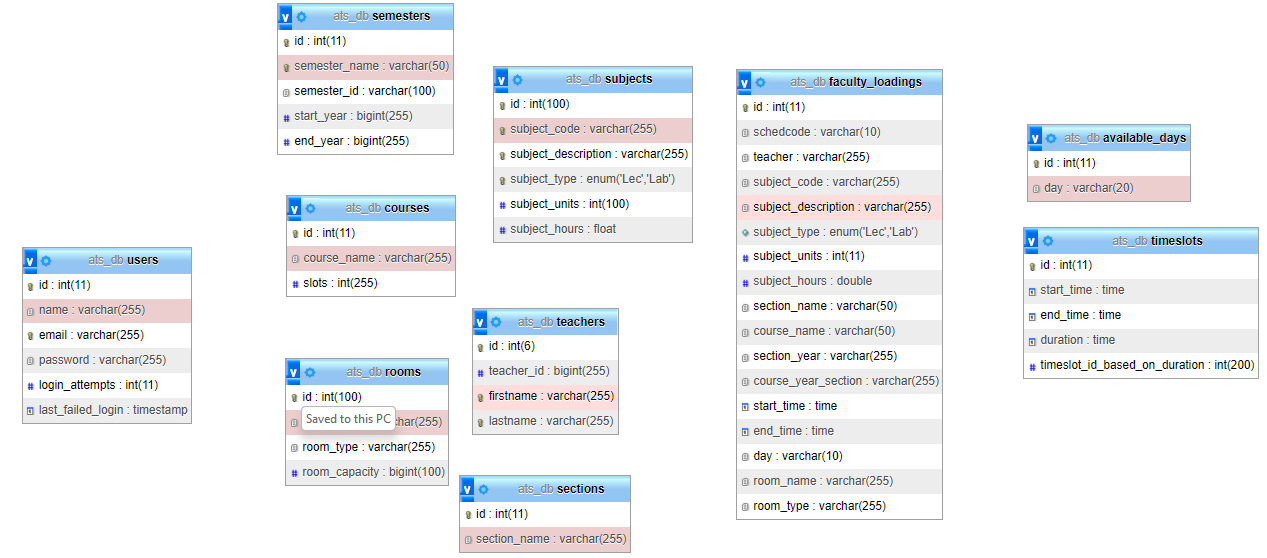 ats_db semesters
id : int(11)
semester_name : varchar(50)
semester_id : varchar(100)
start_year : bigint(255)
end_year : bigint(255)
ats_db subjects
id : int(100)
subject_code : varchar(255)
subject_description : varchar(255)
subject_type : enum('Lec','Lab')
subject_units : int(100)
subject_hours : float
ats_db faculty_loadings
id : int(11)
schedcode : varchar(10)
teacher : varchar(255)
subject_code : varchar(255)
subject_description : varchar(255)
subject_type : enum('Lec','Lab')
subject_units : int(11)
subject_hours : double
section_name : varchar(50)
course_name : varchar(50)
section_year : varchar(255)
course_year_section : varchar(255)
start_time : time
end_time : time
day : varchar(10)
room_name : varchar(255)
room_type : varchar(255)
ats_db available_days
id : int(11)
day : varchar(20)
ats_db courses
id : int(11)
course_name : varchar(255)
slots : int(255)
ats_db timeslots
id : int(11)
start_time : time
end_time : time
duration : time
timeslot_id_based_on_duration : int(200)
ats_db users
id : int(11)
name : varchar(255)
email : varchar(255)
password : varchar(255)
login_attempts : int(11)
last_failed_login : timestamp
ats_db teachers
id : int(6)
teacher_id : bigint(255)
firstname : varchar(255)
lastname : varchar(255)
ats_db rooms
id : int(100)
Saved to this PC
room_type : varchar(255)
room_capacity : bigint(100)
ats_db sections
id : int(11)
section_name : varchar(255)